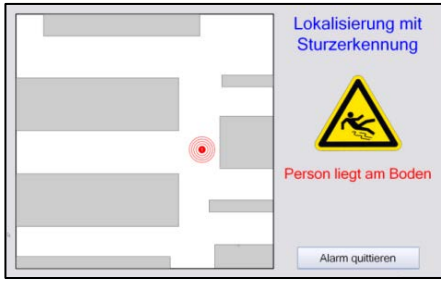 Lokalisierung mit
Sturzerkennung
Person liegt am Boden
Alarm quittieren